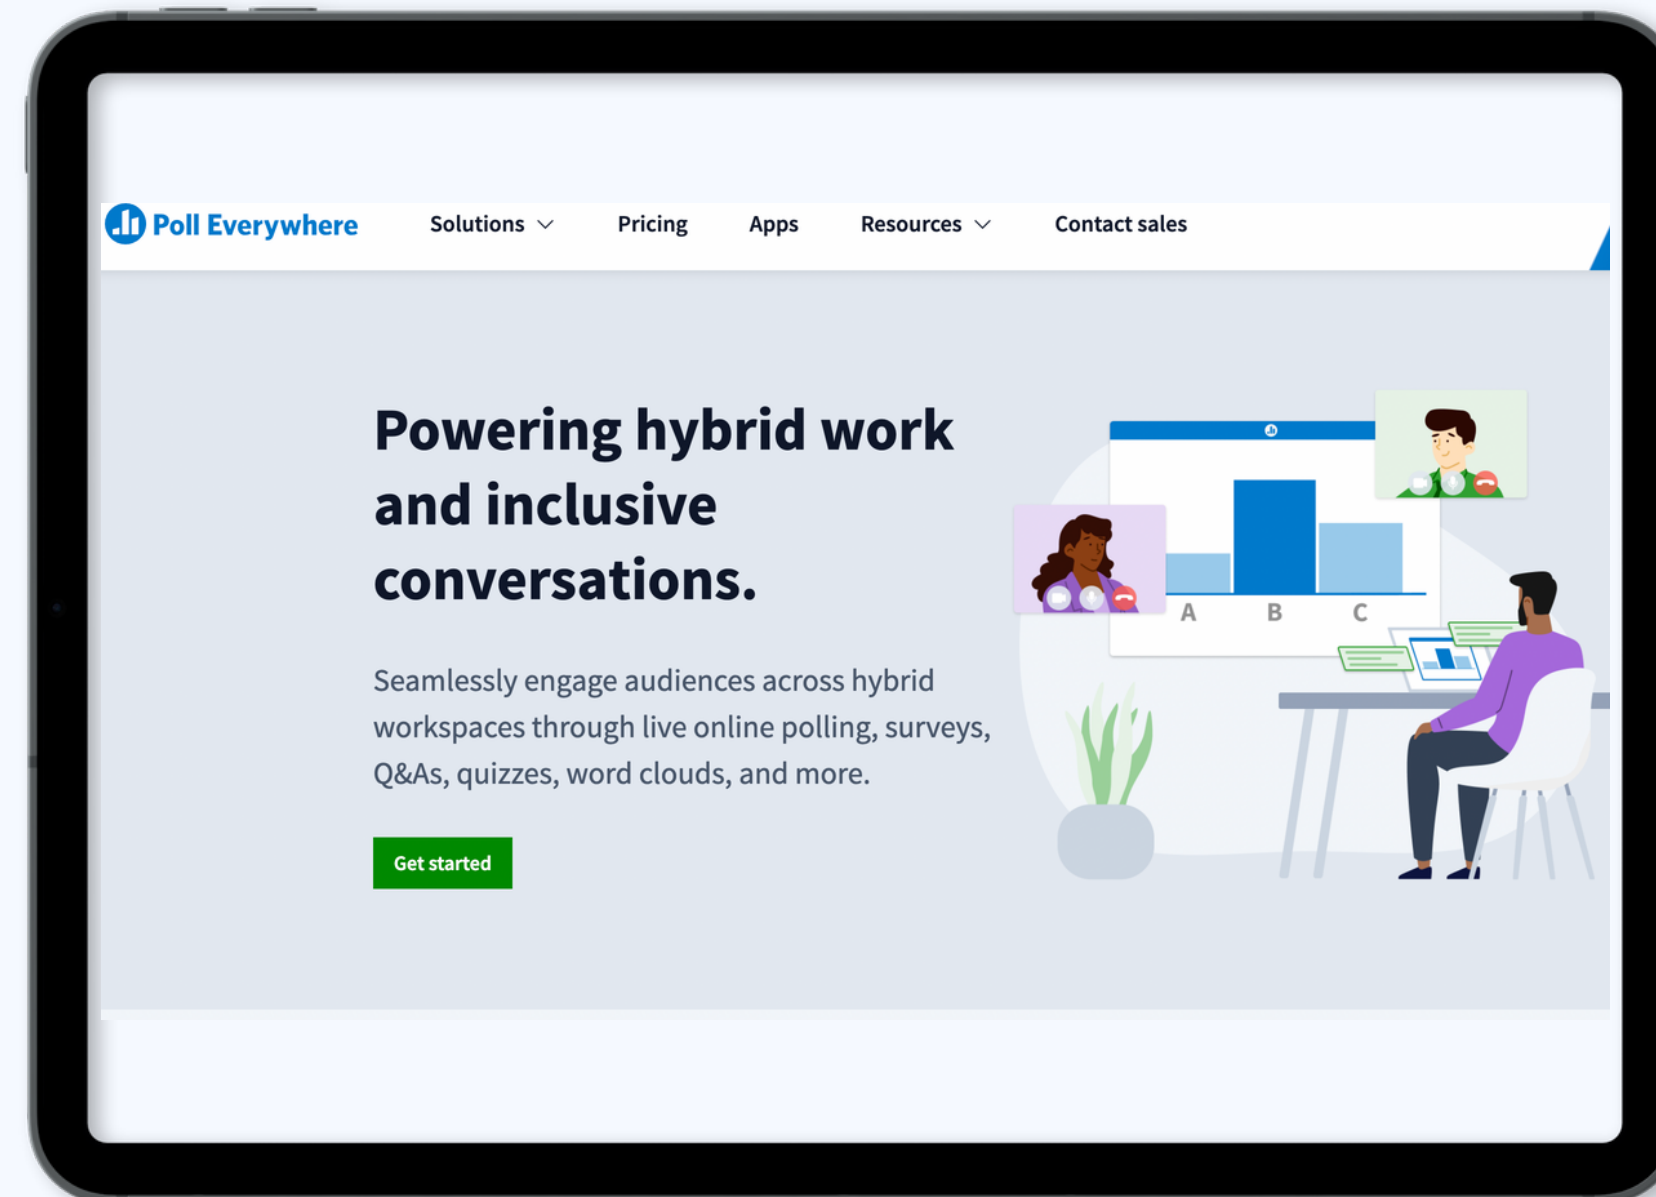 Poll Everywhere Solutions Pricing Apps Resources Contact sales
Powering hybrid work
and inclusive
conversations.
Seamlessly engage audiences across hybrid
workspaces through live online polling, surveys,
Q&As, quizzes, word clouds, and more.
Get started
A B C